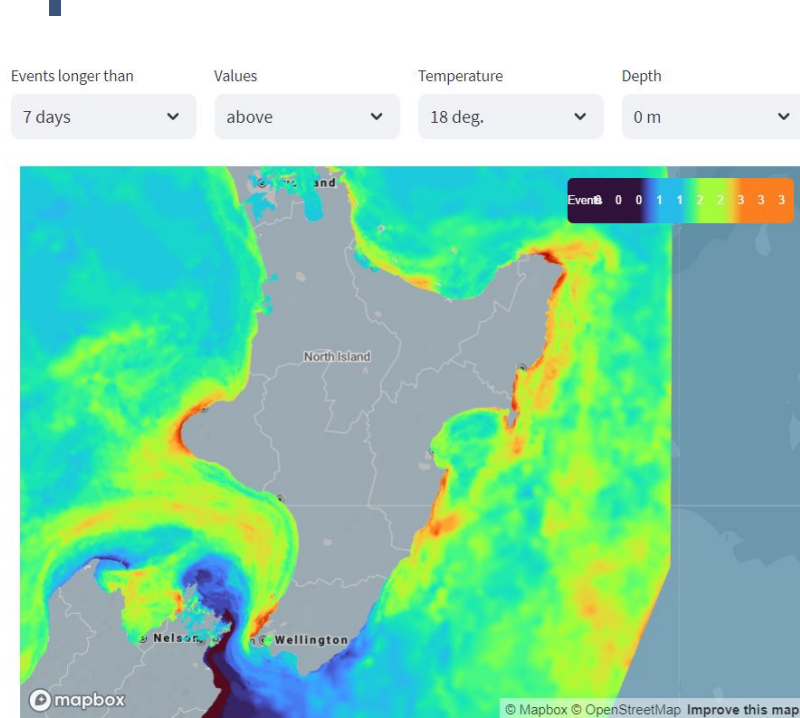 Events longer than
Values
Temperature
Depth
7 days
above
18 deg.
0 m
Events 0 0 1 1 2 2 3 3 3
North Island
Wellington
mapbox
© Mapbox © OpenStreetMap Improve this map